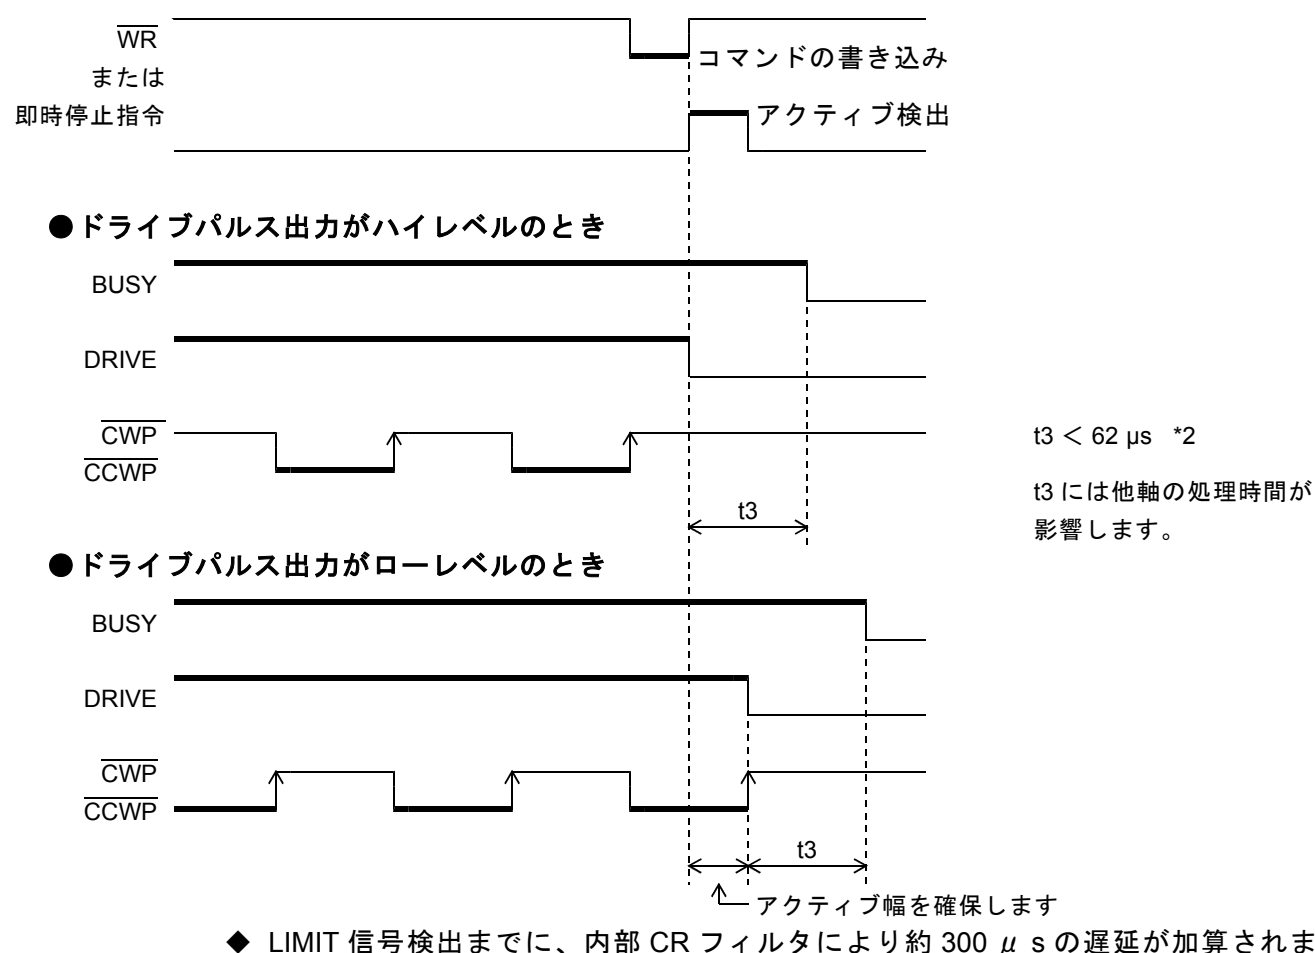 WR
または
即時停止指令
コマンドの書き込み
アクティブ検出
●ドライブパルス出力がハイレベルのとき
BUSY
DRIVE
CWP
CCWP
t3
t3 < 62 μs *2
t3 には他軸の処理時間が
影響します。
●ドライブパルス出力がローレベルのとき
BUSY
DRIVE
CWP
CCWP
t3
アクティブ幅を確保します
◆ LIMIT 信号検出までに、内部 CR フィルタにより約 300 μ s の遅延が加算されま